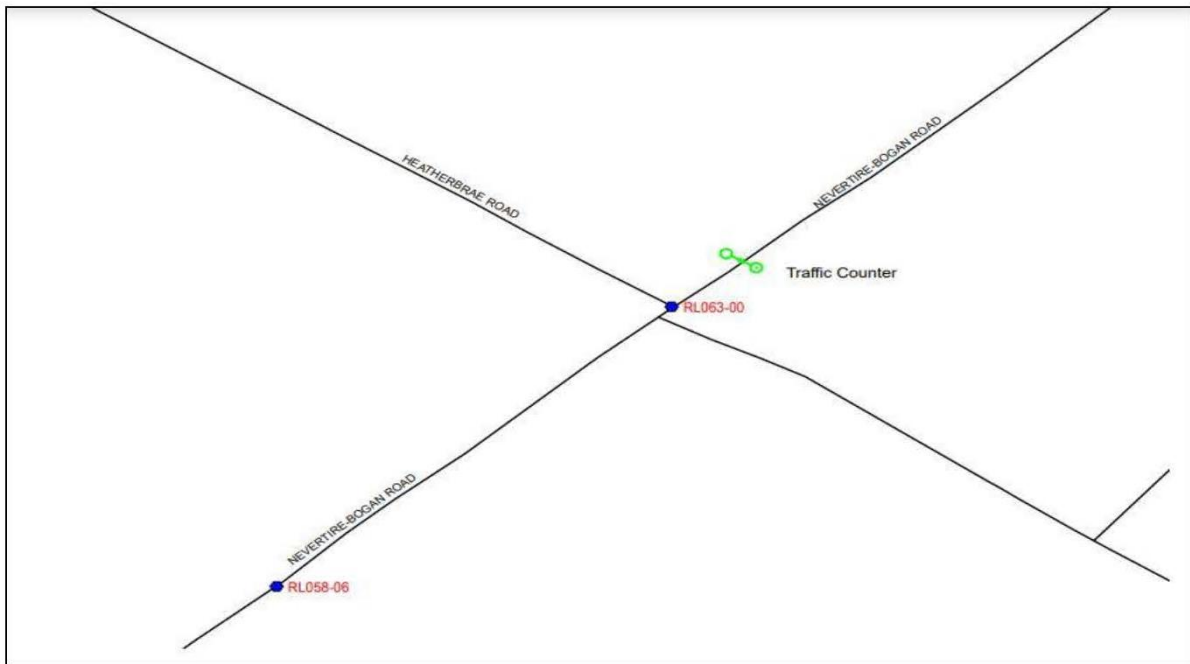 NEVERTIRE-BOGAN ROAD
HEATHERBRAE ROAD
Traffic Counter
RL063-00
NEVERTIRE-BOGAN ROAD
RL058-06